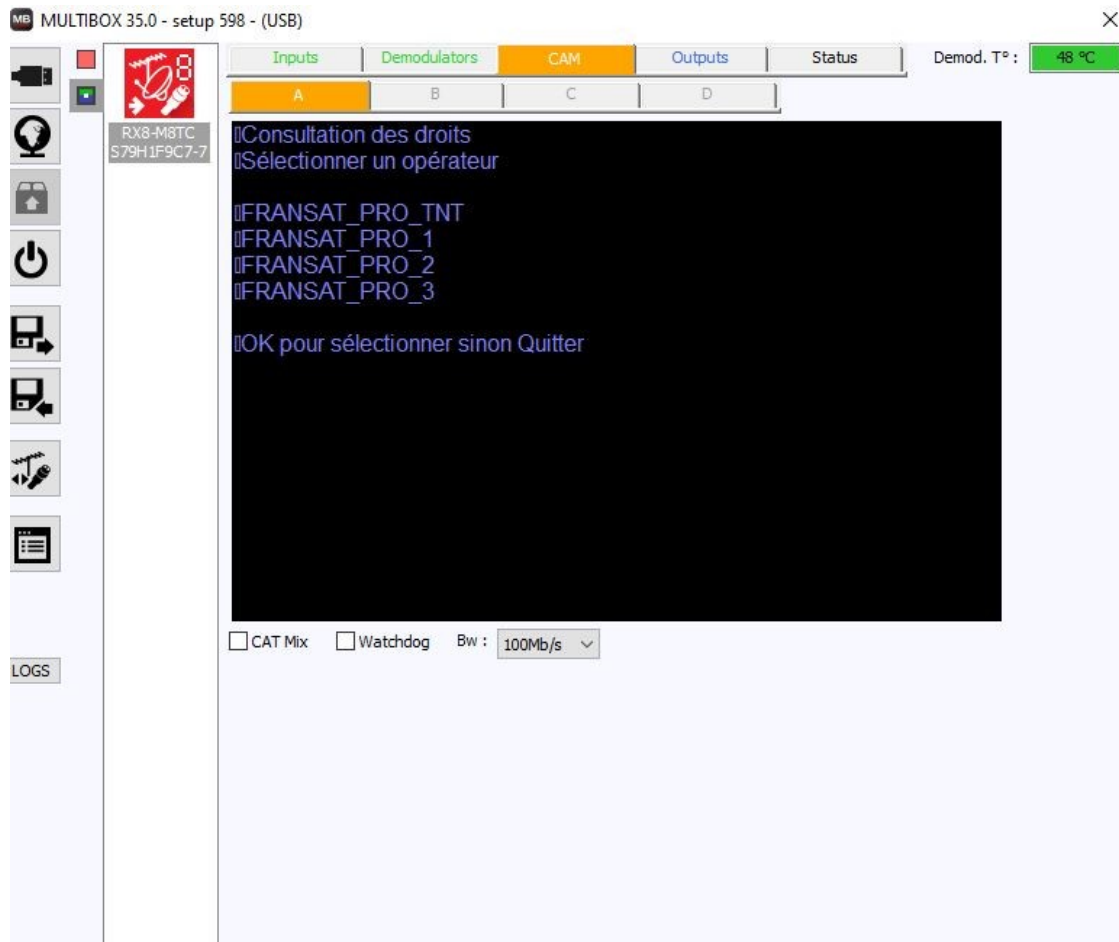 MB MULTIBOX 35.0 - setup 598 - (USB)
Inputs Demodulators CAM Outputs Status Demod. T° : 48 °C
A B C D
RX8-M8TC
S79H1F9C7-7
Consultation des droits
Sélectionner un opérateur
FRANSAT_PRO_TNT
FRANSAT_PRO_1
FRANSAT_PRO_2
FRANSAT_PRO_3
OK pour sélectionner sinon Quitter
CAT Mix Watchdog Bw : 100Mb/s
LOGS